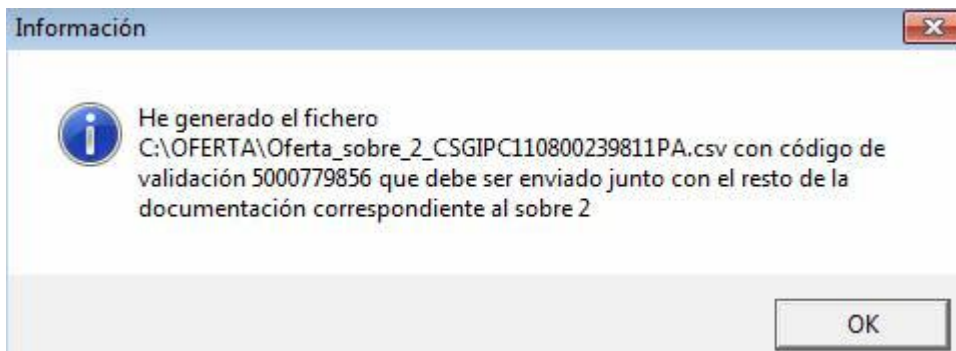 Información
He generado el fichero
C:\OFERTA\Oferta_sobre_2_CSGIPC110800239811PA.csv con código de
validación 5000779856 que debe ser enviado junto con el resto de la
documentación correspondiente al sobre 2
OK